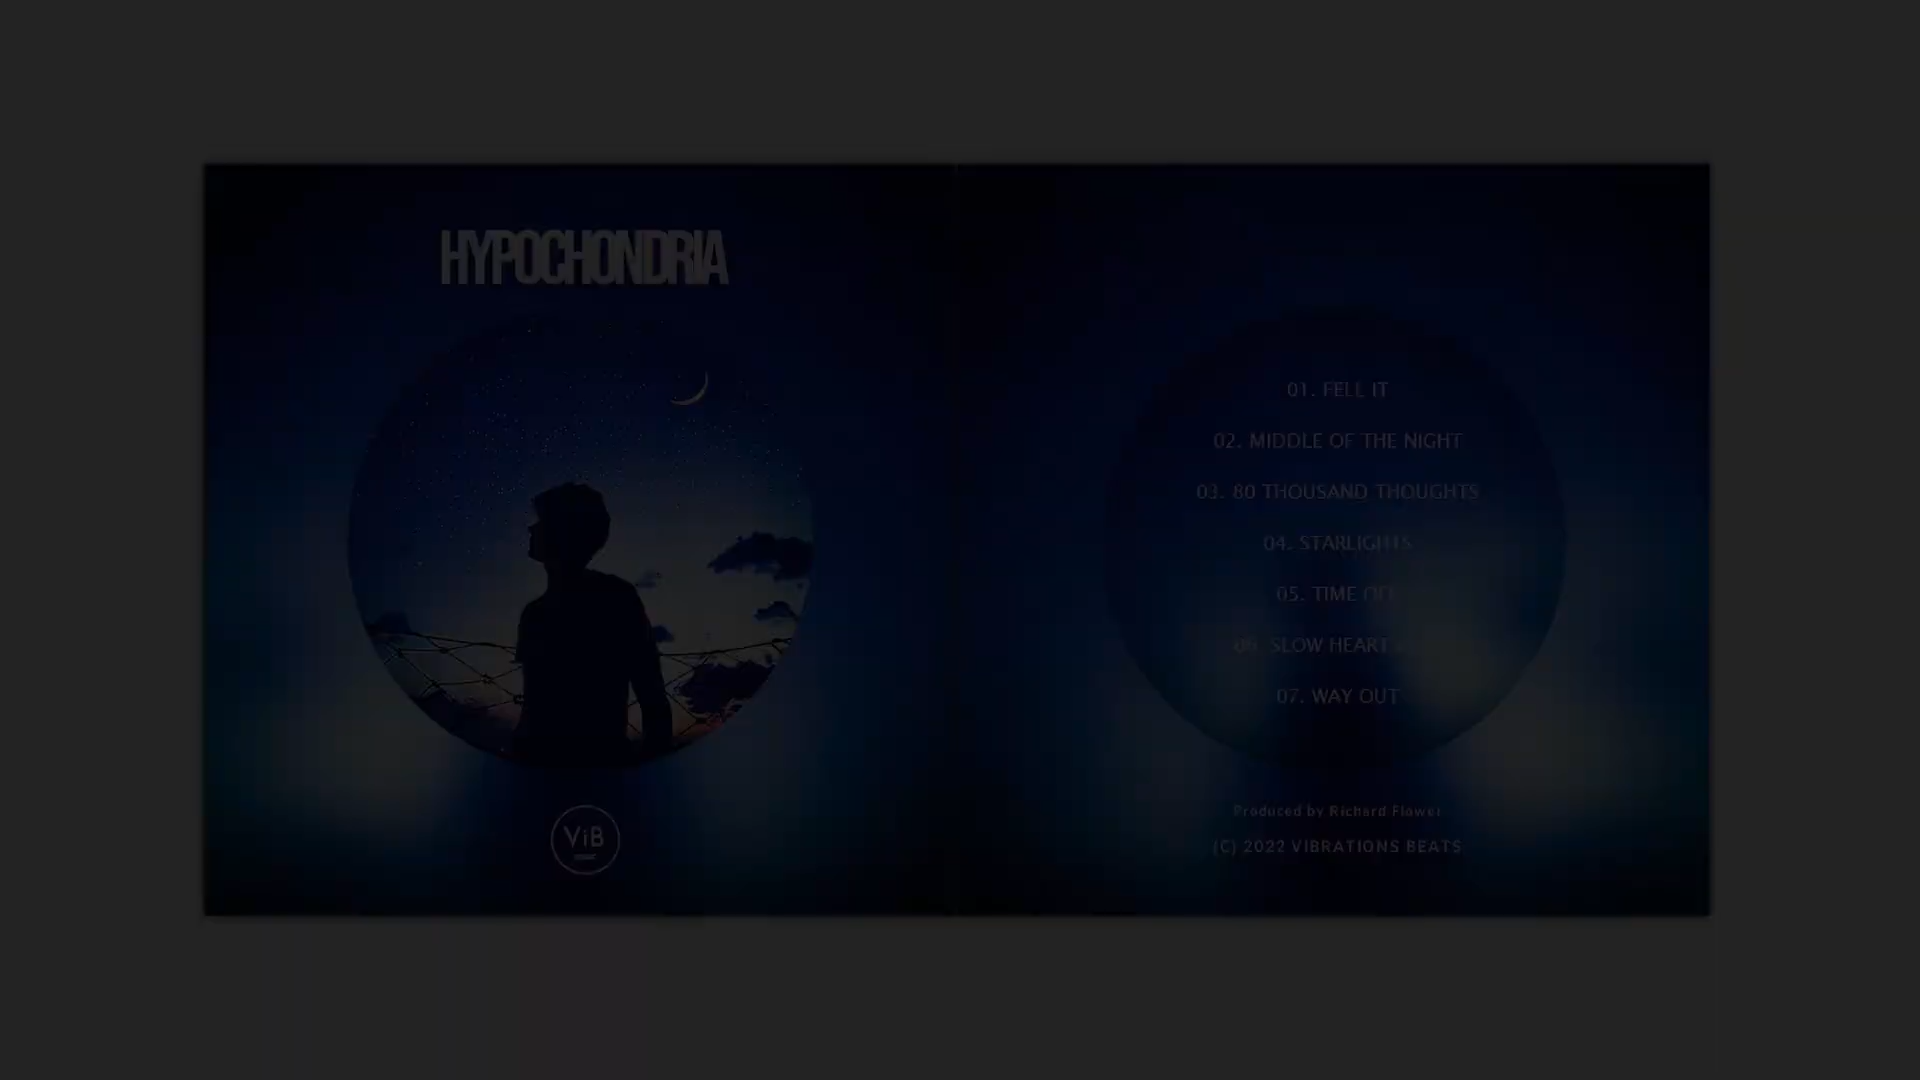 HYPOCHONDRIA
ViB
01. FELL IT
02. MIDDLE OF THE NIGHT
03. 80 THOUSAND THOUGHTS
04. STARLIGHTS
05. TIME OFF
06. SLOW HEART
07. WAY OUT
Produced by Richard Flower
(C) 2022 VIBRATIONS BEATS